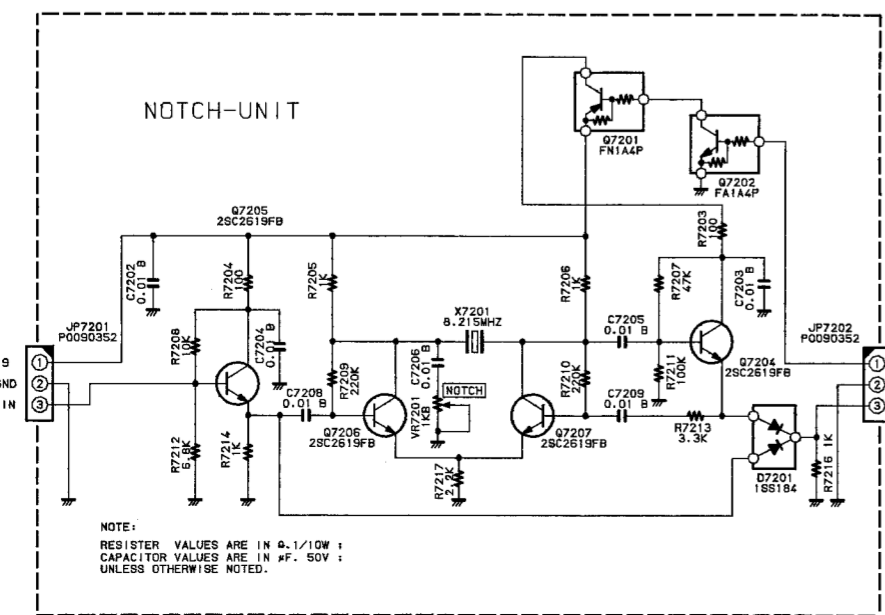 NOTCH-UNIT
Q7201
FN1A4P
Q7202
FA1A4P
Q7205
2SC2619FB
R7203
100
C7202
0.01 B
R7204
100
R7205
1K
R7206
1K
R7207
47K
C7203
0.01 B
X7201
8.215MHZ
C7205
0.01 B
JP7201
P0090352
JP7202
P0090352
R7208
10K
C7204
0.01 B
C7206
0.01 B
Q7204
2SC2619FB
9
1
GND
2
IN
3
1
2
3
R7209
220K
R7210
220K
R7211
100K
C7208
0.01 B
NOTCH
VR7201
1KB
C7209
0.01 B
Q7206
2SC2619FB
Q7207
2SC2619FB
R7213
3.3K
R7212
6.8K
R7214
1K
R7217
2.2K
D7201
1SS184
R7216 1K
NOTE:
RESISTER VALUES ARE IN Ω.1/10W ;
CAPACITOR VALUES ARE IN μF. 50V ;
UNLESS OTHERWISE NOTED.